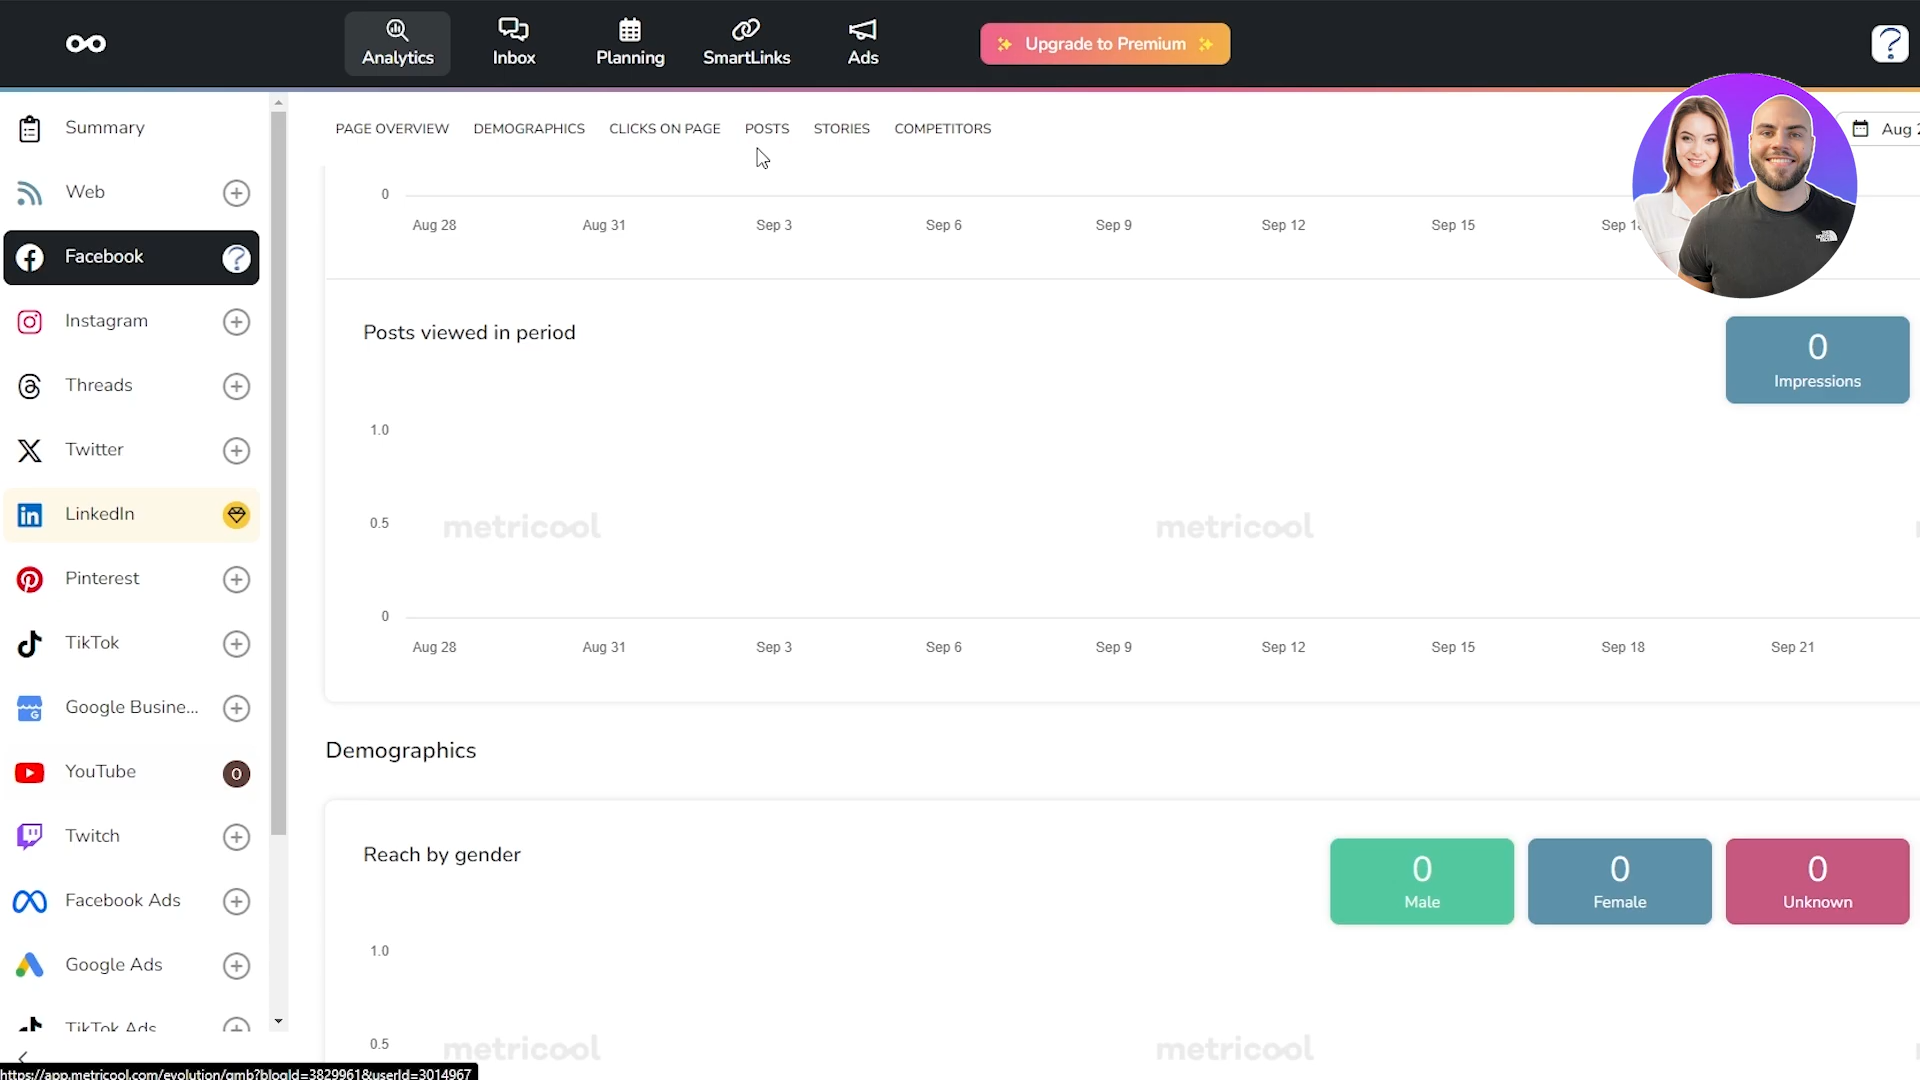 Analytics
Inbox
Planning
SmartLinks
Ads
Upgrade to Premium
?
Summary
Web
Facebook
?
Instagram
Threads
Twitter
LinkedIn
Pinterest
TikTok
Google Busine...
YouTube
0
Twitch
Facebook Ads
Google Ads
TikTok Ads
PAGE OVERVIEW DEMOGRAPHICS CLICKS ON PAGE POSTS STORIES COMPETITORS
Aug 2
0
Aug 28 Aug 31 Sep 3 Sep 6 Sep 9 Sep 12 Sep 15 Sep 18
Posts viewed in period
0
Impressions
1.0
0.5
metricool metricool
0
Aug 28 Aug 31 Sep 3 Sep 6 Sep 9 Sep 12 Sep 15 Sep 18 Sep 21
Demographics
Reach by gender
0
Male
0
Female
0
Unknown
1.0
0.5
metricool metricool
https://app.metricool.com/evolution/gmb?blogId=3829961&userId=3014967